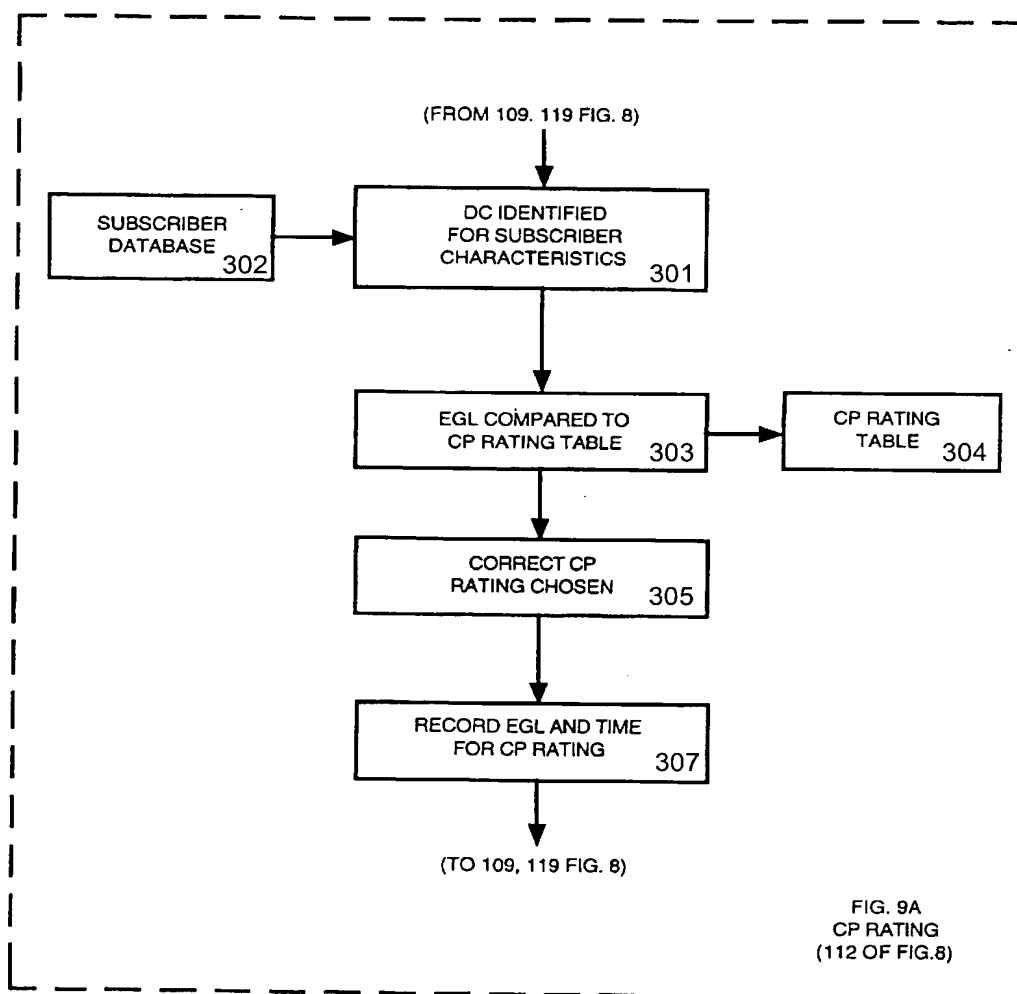 (FROM 109. 119 FIG. 8)
SUBSCRIBER
DATABASE
302
DC IDENTIFIED
FOR SUBSCRIBER
CHARACTERISTICS
301
EGL COMPARED TO
CP RATING TABLE
303
CP RATING
TABLE
304
CORRECT CP
RATING CHOSEN
305
RECORD EGL AND TIME
FOR CP RATING
307
(TO 109, 119 FIG. 8)
FIG. 9A
CP RATING
(112 OF FIG.8)